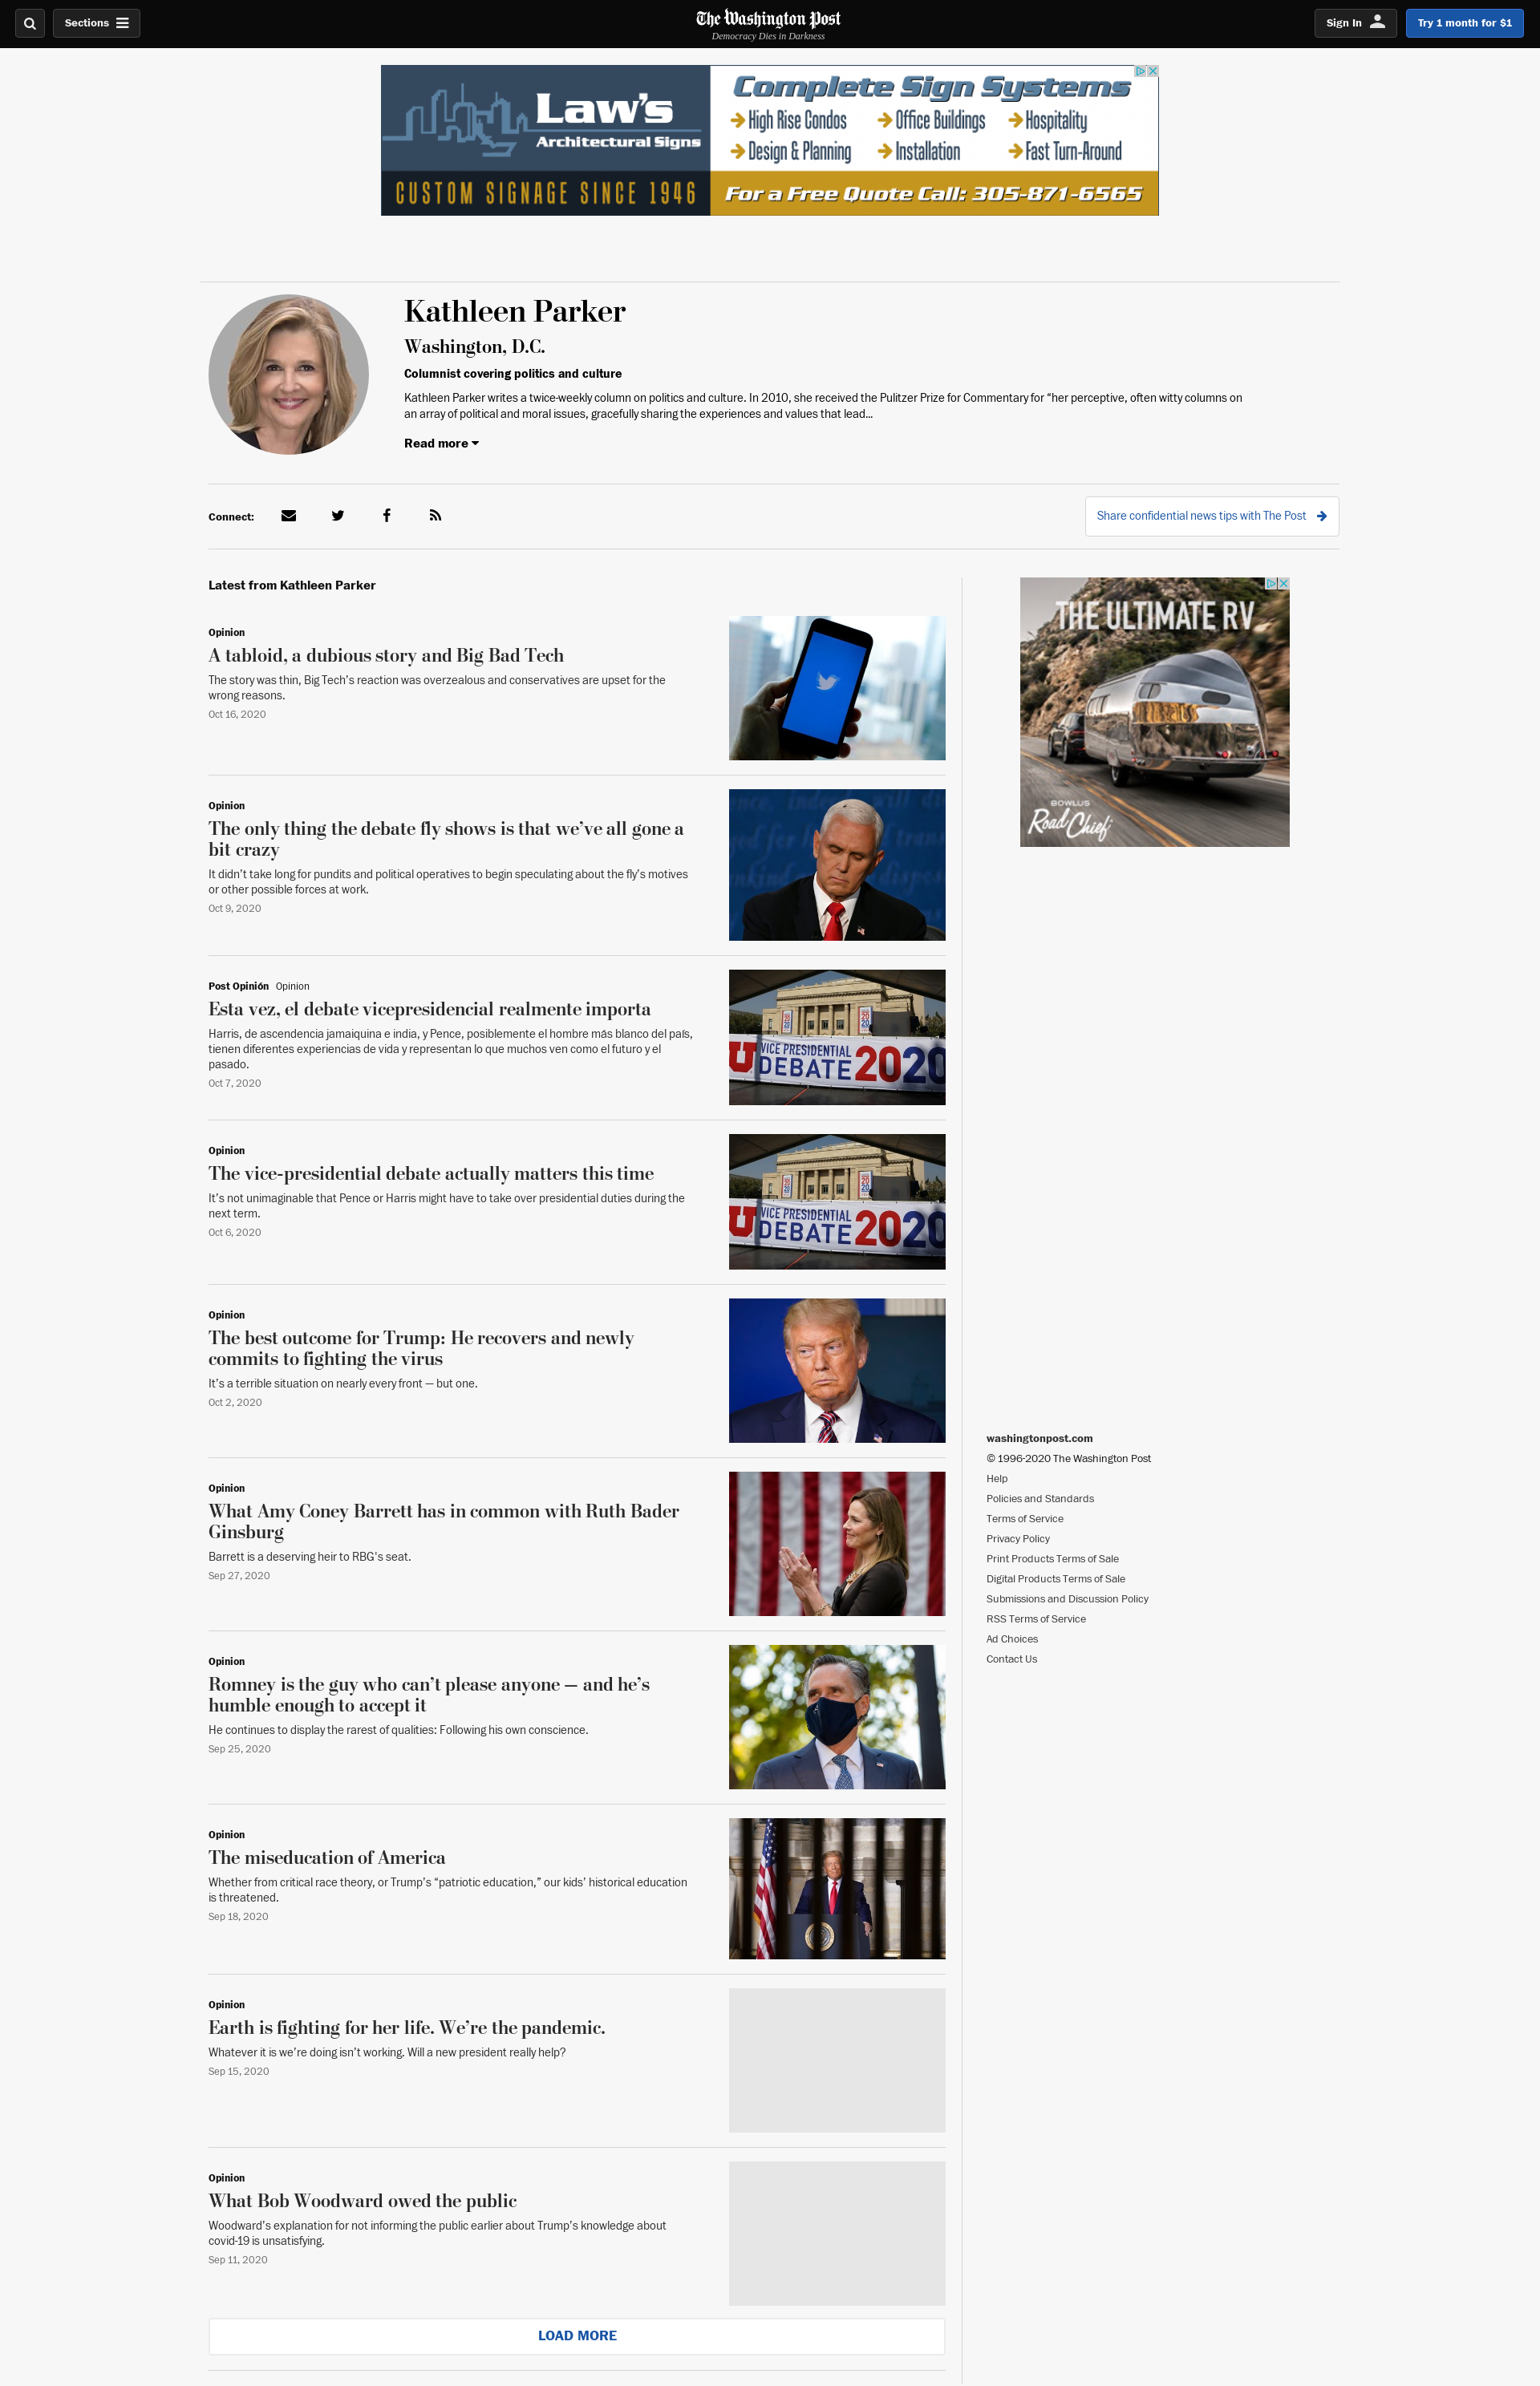 Sections
The Washington Post
Democracy Dies in Darkness
Sign In
Try 1 month for $1
Law's
Architectural Signs
CUSTOM SIGNAGE SINCE 1946
Complete Sign Systems
High Rise Condos
Office Buildings
Hospitality
Design & Planning
Installation
Fast Turn-Around
For a Free Quote Call: 305-871-6565
Kathleen Parker
Washington, D.C.
Columnist covering politics and culture
Kathleen Parker writes a twice-weekly column on politics and culture. In 2010, she received the Pulitzer Prize for Commentary for “her perceptive, often witty columns on
an array of political and moral issues, gracefully sharing the experiences and values that lead...
Read more
Connect:
Share confidential news tips with The Post
Latest from Kathleen Parker
Opinion
A tabloid, a dubious story and Big Bad Tech
The story was thin, Big Tech’s reaction was overzealous and conservatives are upset for the
wrong reasons.
Oct 16, 2020
Opinion
The only thing the debate fly shows is that we’ve all gone a
bit crazy
It didn’t take long for pundits and political operatives to begin speculating about the fly’s motives
or other possible forces at work.
Oct 9, 2020
Post Opinión Opinion
Esta vez, el debate vicepresidencial realmente importa
Harris, de ascendencia jamaiquina e india, y Pence, posiblemente el hombre más blanco del país,
tienen diferentes experiencias de vida y representan lo que muchos ven como el futuro y el
pasado.
Oct 7, 2020
VICE PRESIDENTIAL
DEBATE 2020
Opinion
The vice-presidential debate actually matters this time
It’s not unimaginable that Pence or Harris might have to take over presidential duties during the
next term.
Oct 6, 2020
VICE PRESIDENTIAL
DEBATE 2020
Opinion
The best outcome for Trump: He recovers and newly
commits to fighting the virus
It’s a terrible situation on nearly every front — but one.
Oct 2, 2020
Opinion
What Amy Coney Barrett has in common with Ruth Bader
Ginsburg
Barrett is a deserving heir to RBG's seat.
Sep 27, 2020
Opinion
Romney is the guy who can’t please anyone — and he’s
humble enough to accept it
He continues to display the rarest of qualities: Following his own conscience.
Sep 25, 2020
Opinion
The miseducation of America
Whether from critical race theory, or Trump’s “patriotic education,” our kids’ historical education
is threatened.
Sep 18, 2020
Opinion
Earth is fighting for her life. We’re the pandemic.
Whatever it is we’re doing isn’t working. Will a new president really help?
Sep 15, 2020
Opinion
What Bob Woodward owed the public
Woodward’s explanation for not informing the public earlier about Trump’s knowledge about
covid-19 is unsatisfying.
Sep 11, 2020
LOAD MORE
THE ULTIMATE RV
BOWLUS
Road Chief
washingtonpost.com
© 1996-2020 The Washington Post
Help
Policies and Standards
Terms of Service
Privacy Policy
Print Products Terms of Sale
Digital Products Terms of Sale
Submissions and Discussion Policy
RSS Terms of Service
Ad Choices
Contact Us